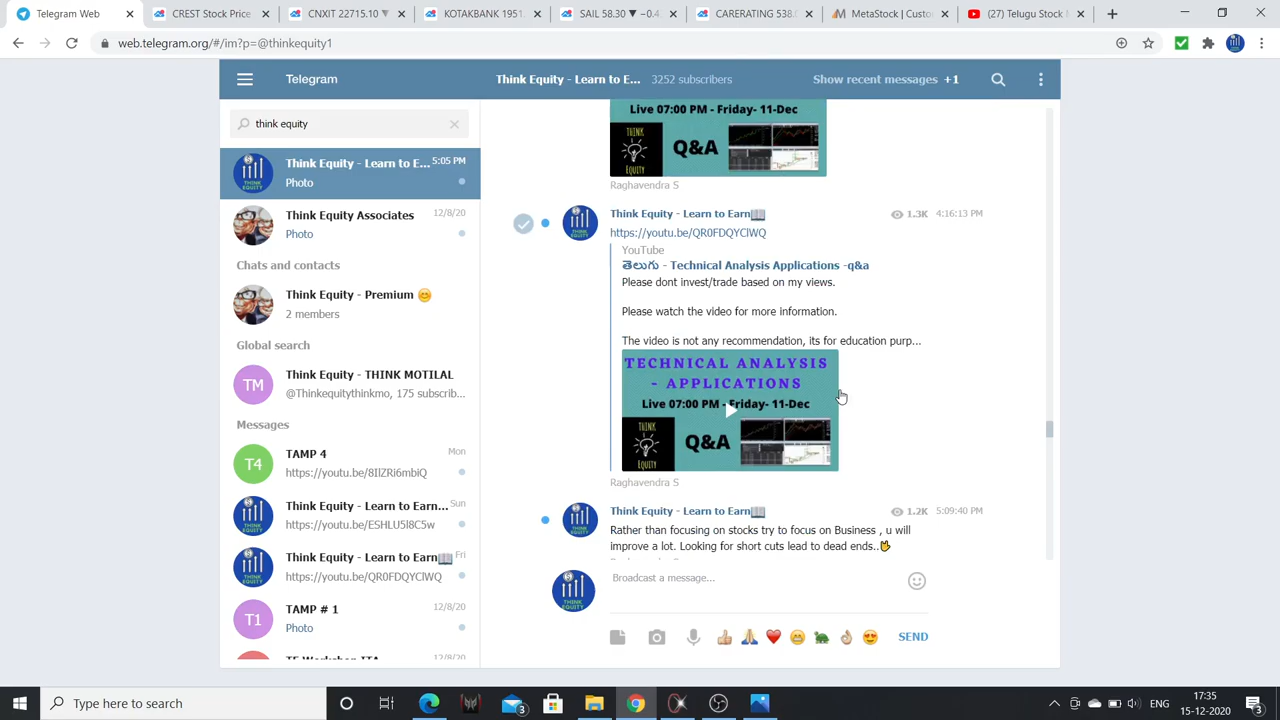 Telegram Web
CREST Stock Price
CNXIT 22715.10
KOTAKBANK 1951.
SAIL 58.30 −0.4
CARERATING 538.0
MetaStock | Custom
(27) Telugu Stock M
web.telegram.org/#/im?p=@thinkequity1
Telegram
Think Equity - Learn to E... 3252 subscribers
Show recent messages +1
think equity
Think Equity - Learn to E... 5:05 PM
Photo
Think Equity Associates 12/8/20
Photo
Chats and contacts
Think Equity - Premium 😊
2 members
Global search
TM
Think Equity - THINK MOTILAL
@Thinkequitythinkmo, 175 subscrib...
Messages
T4
TAMP 4 Mon
https://youtu.be/8IlZRi6mbiQ
Think Equity - Learn to Earn... Sun
https://youtu.be/ESHLU5l8C5w
Think Equity - Learn to Earn📖 Fri
https://youtu.be/QR0FDQYClWQ
T1
TAMP # 1 12/8/20
Photo
12/8/20
Live 07:00 PM - Friday- 11-Dec
THINK
EQUITY
Q&A
Raghavendra S
Think Equity - Learn to Earn📖 1.3K 4:16:13 PM
https://youtu.be/QR0FDQYClWQ
YouTube
తెలుగు - Technical Analysis Applications -q&a
Please dont invest/trade based on my views.
Please watch the video for more information.
The video is not any recommendation, its for education purp...
TECHNICAL ANALYSIS
- APPLICATIONS
Live 07:00 PM - Friday- 11-Dec
THINK
EQUITY
Q&A
Raghavendra S
Think Equity - Learn to Earn📖 1.2K 5:09:40 PM
Rather than focusing on stocks try to focus on Business , u will
improve a lot. Looking for short cuts lead to dead ends..
Broadcast a message...
SEND
Type here to search
3
17:35
15-12-2020
3